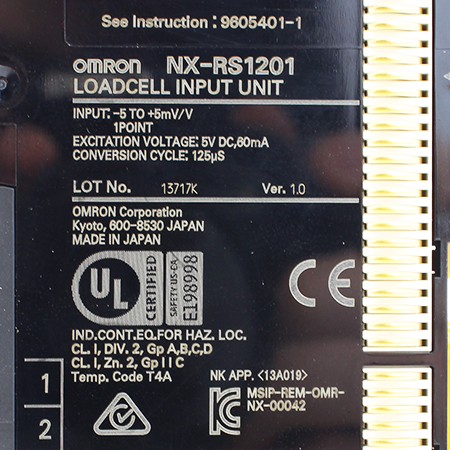 See Instruction : 9605401-1
omron NX-RS1201
LOADCELL INPUT UNIT
INPUT: -5 TO +5mV/V
1POINT
EXCITATION VOLTAGE: 5V DC,60mA
CONVERSION CYCLE: 125µS
LOT No. 13717K Ver. 1.0
OMRON Corporation
Kyoto, 600-8530 JAPAN
MADE IN JAPAN
UL
CERTIFIED
SAFETY US-CA
E198998
CE
IND.CONT.EQ.FOR HAZ. LOC.
CL. I, DIV. 2, Gp A,B,C,D
CL. I, Zn. 2, Gp II C
Temp. Code T4A
NK APP. <13A019>
MSIP-REM-OMR-
NX-00042
1
2